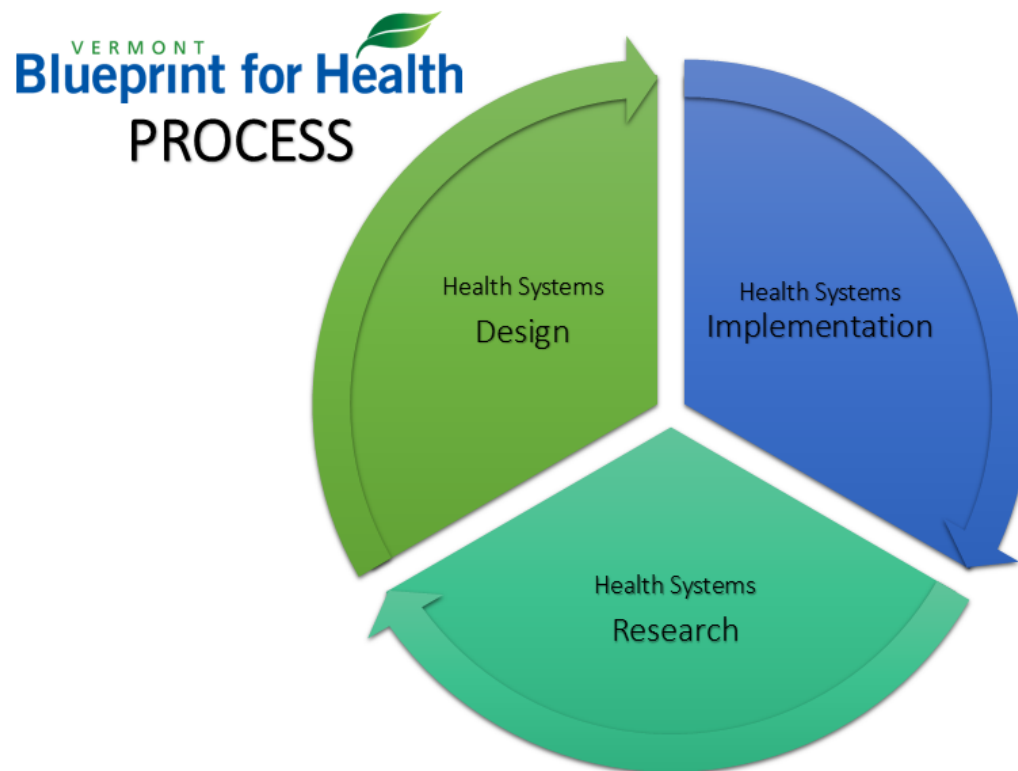 VERMONT
Blueprint for Health
PROCESS
Health Systems
Design
Health Systems
Implementation
Health Systems
Research